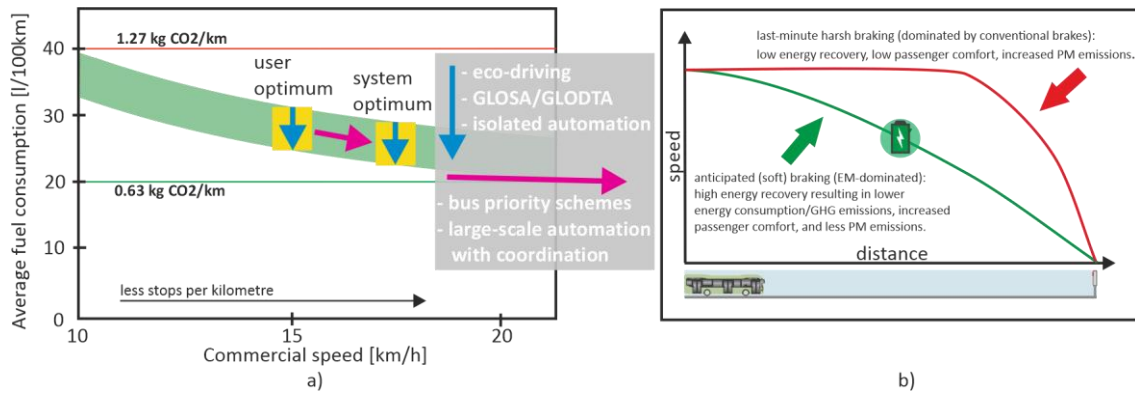 Average fuel consumption [l/100km]
50
40
30
20
10
0
1.27 kg CO2/km
user
optimum
system
optimum
- eco-driving
- GLOSA/GLODTA
- isolated automation
0.63 kg CO2/km
- bus priority schemes
- large-scale automation
with coordination
less stops per kilometre
10
15
20
Commercial speed [km/h]
a)
last-minute harsh braking (dominated by conventional brakes):
low energy recovery, low passenger comfort, increased PM emissions.
speed
anticipated (soft) braking (EM-dominated):
high energy recovery resulting in lower
energy consumption/GHG emissions, increased
passenger comfort, and less PM emissions.
distance
b)